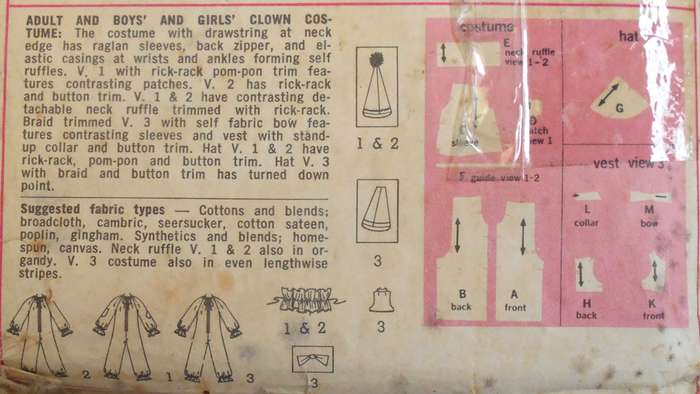 ADULT AND BOYS' AND GIRLS' CLOWN COS-
TUME: The costume with drawstring at neck
edge has raglan sleeves, back zipper, and el-
astic casings at wrists and ankles forming self
ruffles. V. 1 with rick-rack pom-pon trim fea-
tures contrasting patches. V. 2 has rick-rack
and button trim. V. 1 & 2 have contrasting de-
tachable neck ruffle trimmed with rick-rack.
Braid trimmed V. 3 with self fabric bow fea-
tures contrasting sleeves and vest with stand-
up collar and button trim. Hat V. 1 & 2 have
rick-rack, pom-pon and button trim. Hat V. 3
with braid and button trim has turned down
point.
Suggested fabric types — Cottons and blends;
broadcloth, cambric, seersucker, cotton sateen,
poplin, gingham. Synthetics and blends; home-
spun, canvas. Neck ruffle V. 1 & 2 also in or-
gandy. V. 3 costume also in even lengthwise
stripes.
2
1
3
1 & 2
3
1 & 2
3
3
costume
E
neck ruffle
view 1-2
sleeve
view 1
F guide view 1-2
B
back
A
front
hat
G
vest view 3
L
collar
M
bow
H
back
K
front